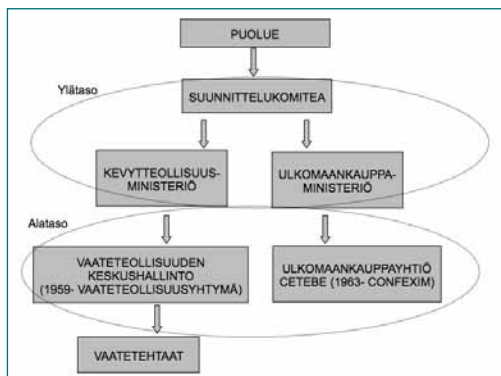 PUOLUE
Ylätaso
SUUNNITTELUKOMITEA
KEVYTTEOLLISUUS-
MINISTERIÖ
ULKOMAANKAUPPA-
MINISTERIÖ
Alataso
VAATETEOLLISUUDEN
KESKUSHALLINTO
(1959- VAATETEOLLISUUSYHTYMÄ)
ULKOMAANKAUPPAYHTIÖ
CETEBE (1963- CONFEXIM)
VAATETEHTAAT